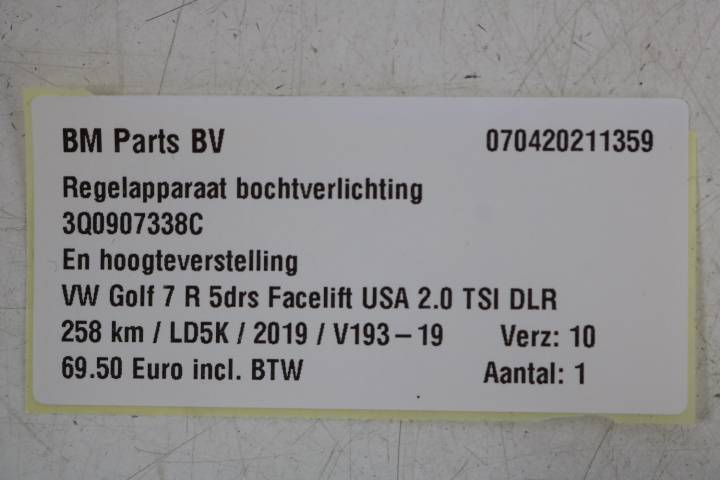 BM Parts BV 070420211359
Regelapparaat bochtverlichting
3Q0907338C
En hoogteverstelling
VW Golf 7 R 5drs Facelift USA 2.0 TSI DLR
258 km / LD5K / 2019 / V193-19 Verz: 10
69.50 Euro incl. BTW Aantal: 1